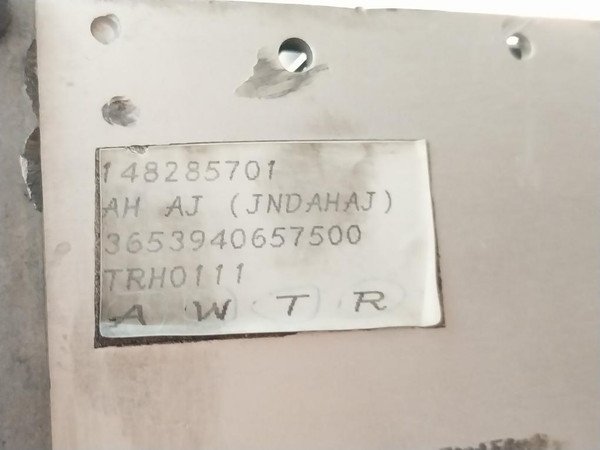 148285701
AH AJ (JNDAHAJ)
3653940657500
TRH0111
A W T R